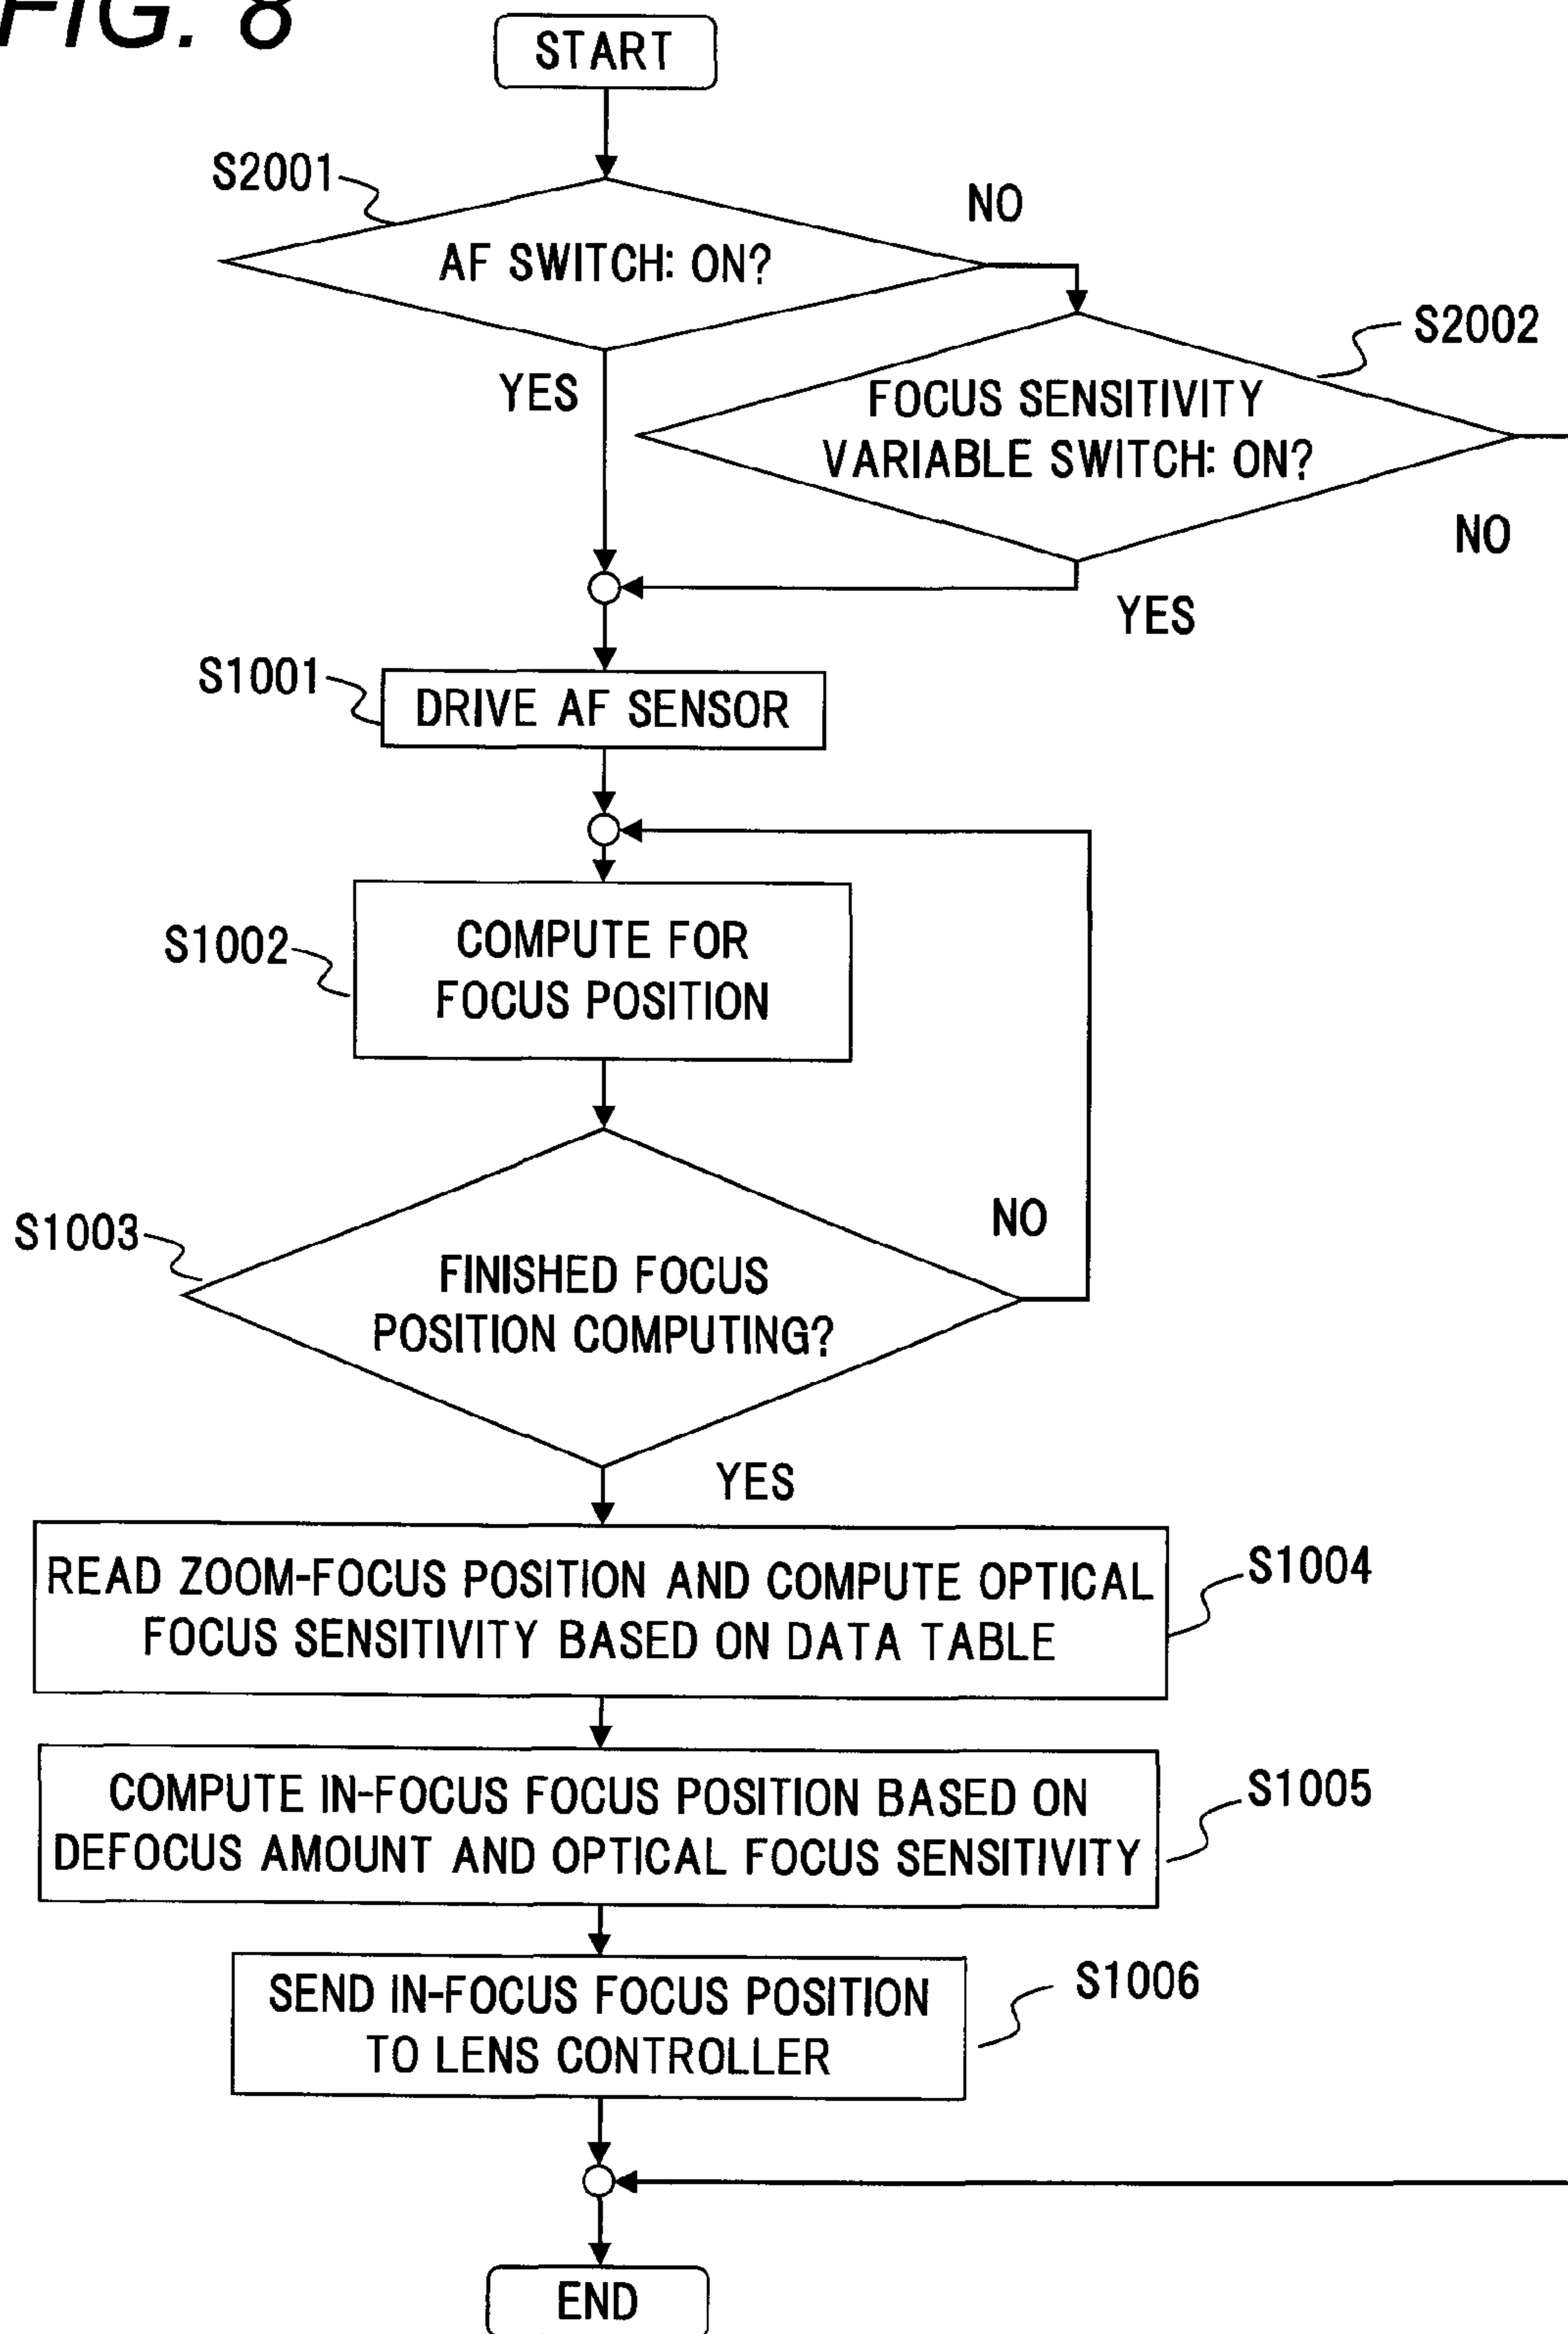 FIG. 8
START
S2001
NO
AF SWITCH: ON?
S2002
YES
FOCUS SENSITIVITY
VARIABLE SWITCH: ON?
NO
YES
S1001
DRIVE AF SENSOR
S1002
COMPUTE FOR
FOCUS POSITION
S1003
NO
FINISHED FOCUS
POSITION COMPUTING?
YES
READ ZOOM-FOCUS POSITION AND COMPUTE OPTICAL
FOCUS SENSITIVITY BASED ON DATA TABLE
S1004
COMPUTE IN-FOCUS FOCUS POSITION BASED ON
DEFOCUS AMOUNT AND OPTICAL FOCUS SENSITIVITY
S1005
SEND IN-FOCUS FOCUS POSITION
TO LENS CONTROLLER
S1006
END